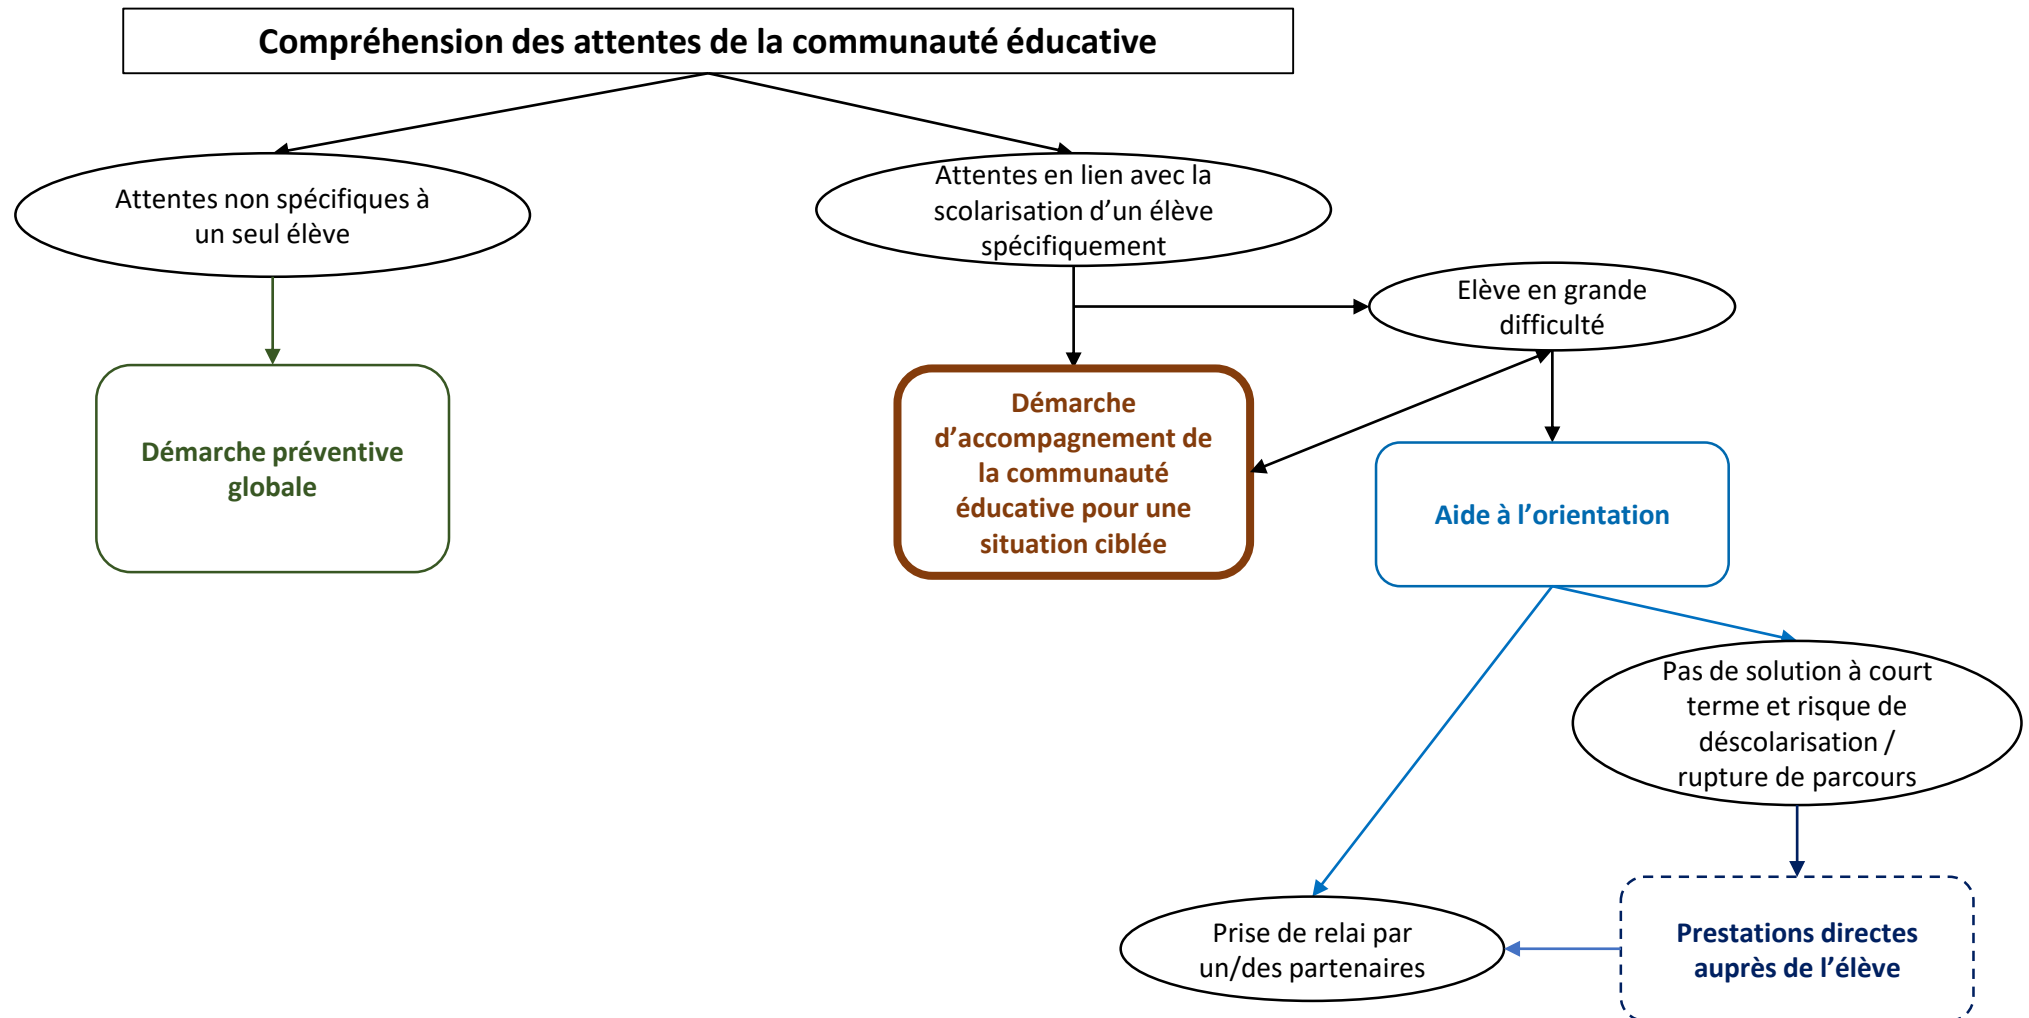 Compréhension des attentes de la communauté éducative
Attentes non spécifiques à
un seul élève
Attentes en lien avec la
scolarisation d’un élève
spécifiquement
Elève en grande
difficulté
Démarche préventive
globale
Démarche
d’accompagnement de
la communauté
éducative pour une
situation ciblée
Aide à l’orientation
Pas de solution à court
terme et risque de
déscolarisation /
rupture de parcours
Prise de relai par
un/des partenaires
Prestations directes
auprès de l’élève